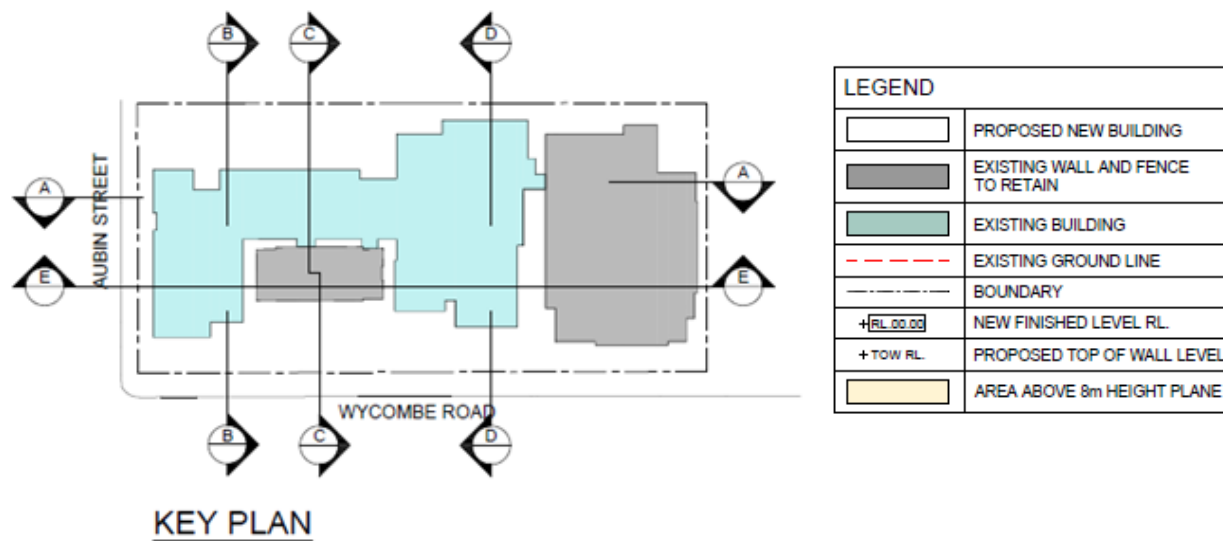 B
C
D
A
AUBIN STREET
A
E
E
B
C
D
WYCOMBE ROAD
KEY PLAN
LEGEND
PROPOSED NEW BUILDING
EXISTING WALL AND FENCE
TO RETAIN
EXISTING BUILDING
EXISTING GROUND LINE
BOUNDARY
+RL.00.00 NEW FINISHED LEVEL RL.
+ TOW RL. PROPOSED TOP OF WALL LEVEL
AREA ABOVE 8m HEIGHT PLANE